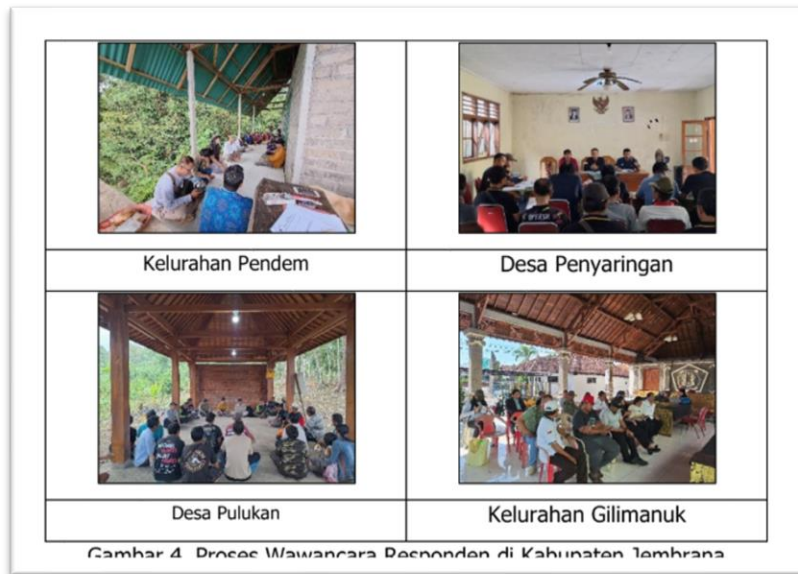 Kelurahan Pendem
Desa Penyaringan
Desa Pulukan
Kelurahan Gilimanuk
Gambar 4. Proses Wawancara Responden di Kabupaten Jembrana